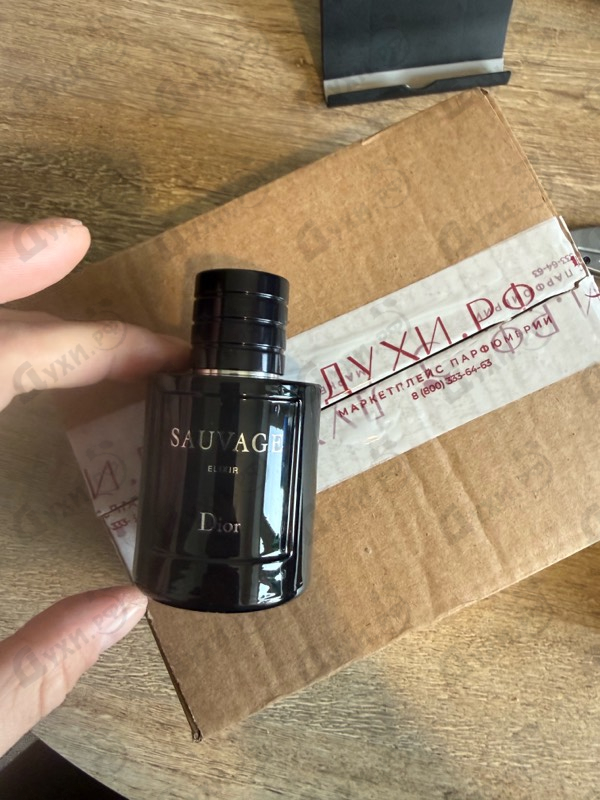 SAUVAGE
ELIXIR
Dior
ДУХИ.РФ
МАРКЕТПЛЕЙС ПАРФЮМЕРИИ
8 (800) 333-64-63